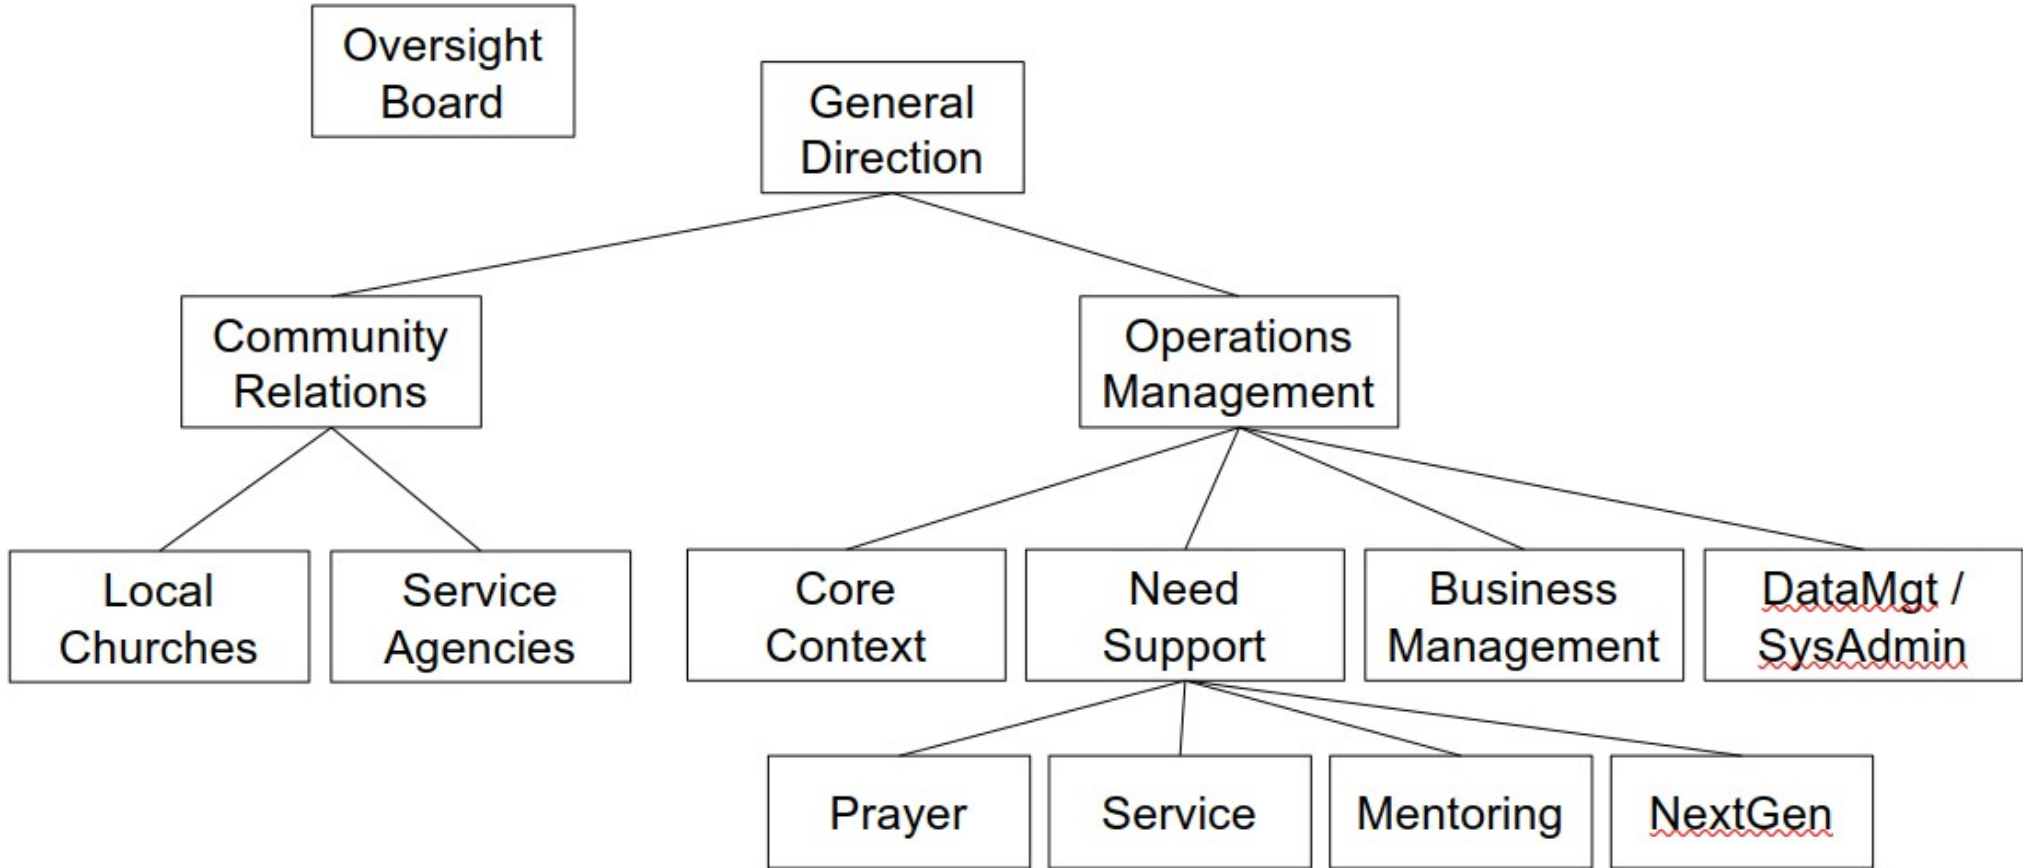 Oversight
Board
General
Direction
Community
Relations
Operations
Management
Local
Churches
Service
Agencies
Core
Context
Need
Support
Business
Management
DataMgt /
SysAdmin
Prayer
Service
Mentoring
NextGen